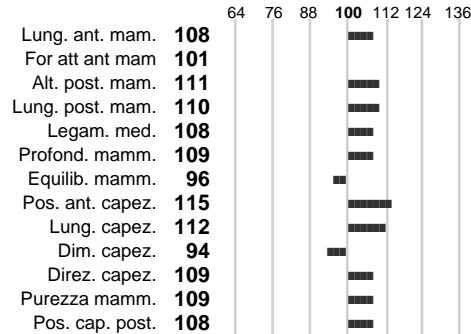 64 76 88 100 112 124 136
Lung. ant. mam. 108
For att ant mam 101
Alt. post. mam. 111
Lung. post. mam. 110
Legam. med. 108
Profond. mamm. 109
Equilib. mamm. 96
Pos. ant. capez. 115
Lung. capez. 112
Dim. capez. 94
Direz. capez. 109
Purezza mamm. 109
Pos. cap. post. 108